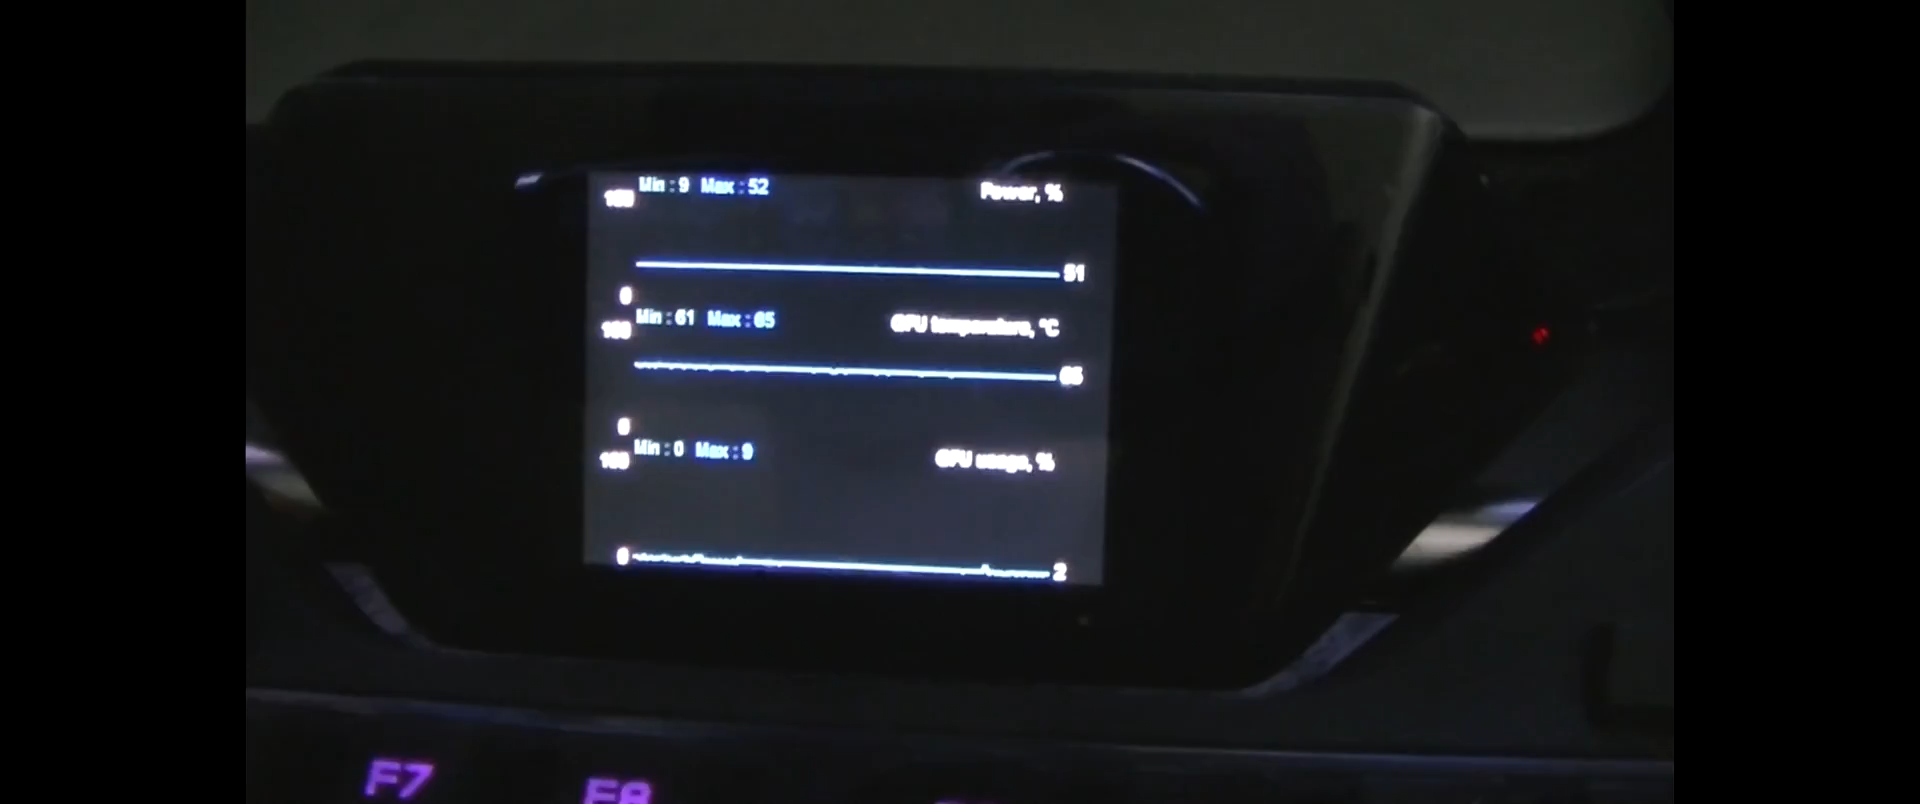 Min : 9 Max : 52 Power, %
100
51
0
Min : 61 Max : 65 GPU temperature, °C
100
65
0
Min : 0 Max : 9 GPU usage, %
100
0 2
F7 F8